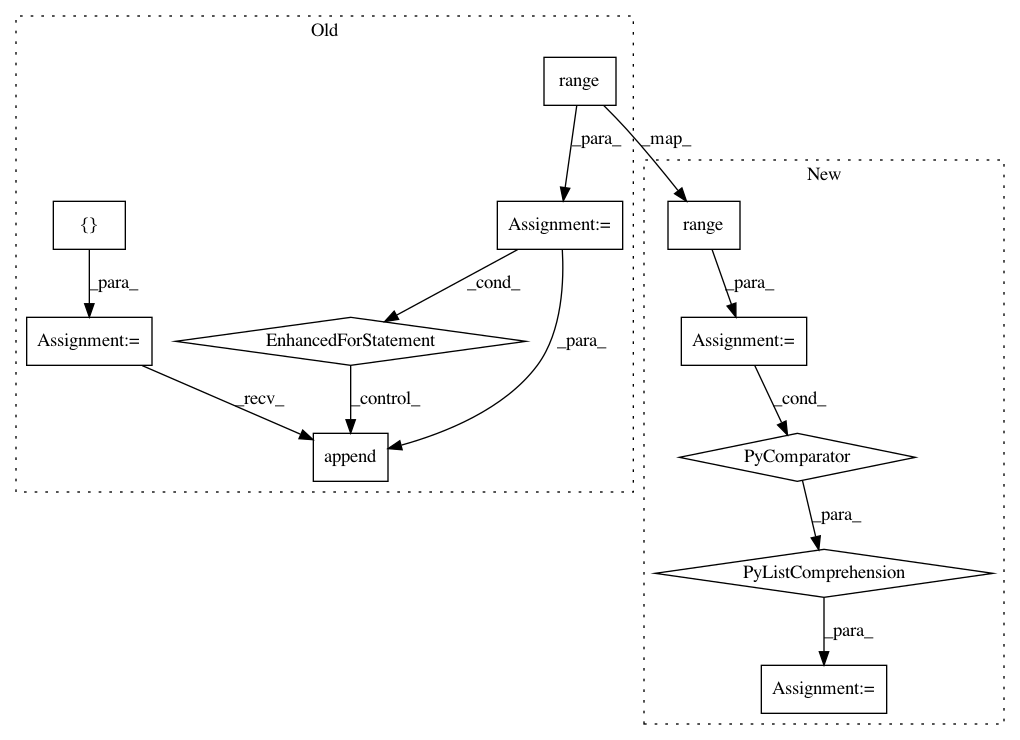 Old
range
_para_
_map_
New
{}
Assignment:=
range
_para_
_cond_
_para_
Assignment:=
EnhancedForStatement
_para_
Assignment:=
_recv_
_control_
_cond_
append
PyComparator
_para_
PyListComprehension
_para_
Assignment:=